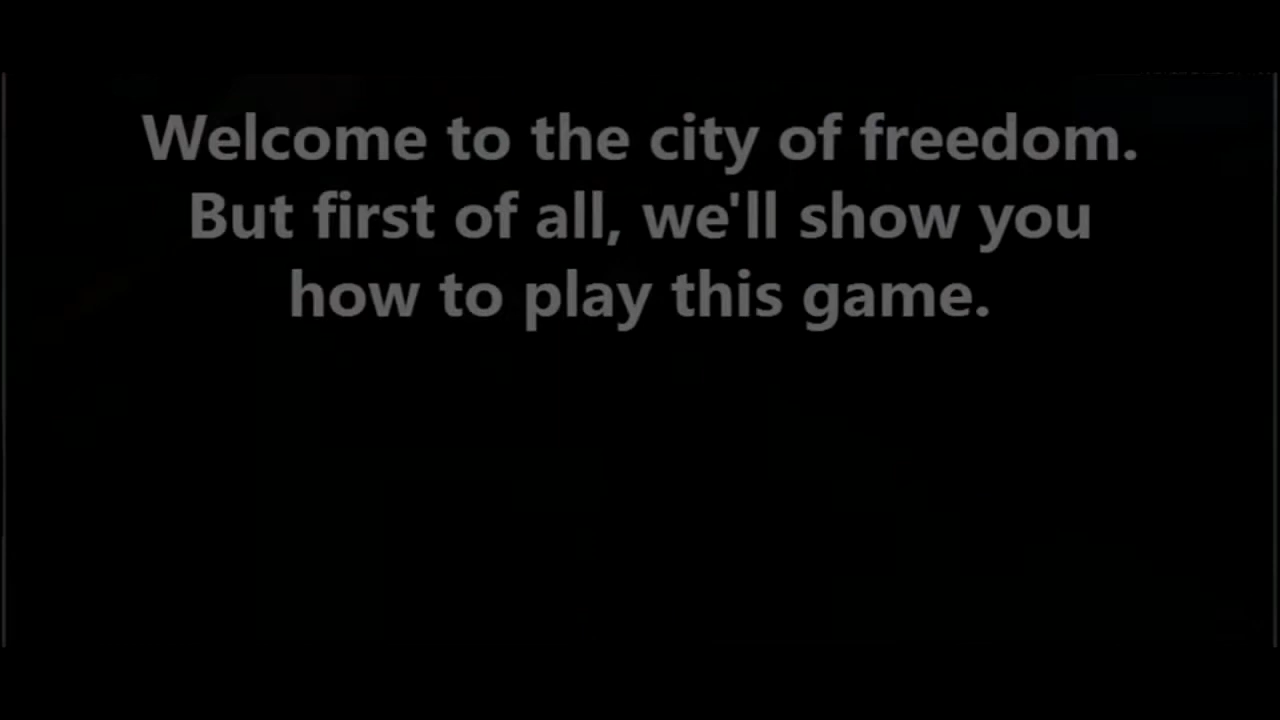 Welcome to the city of freedom.
But first of all, we'll show you
how to play this game.